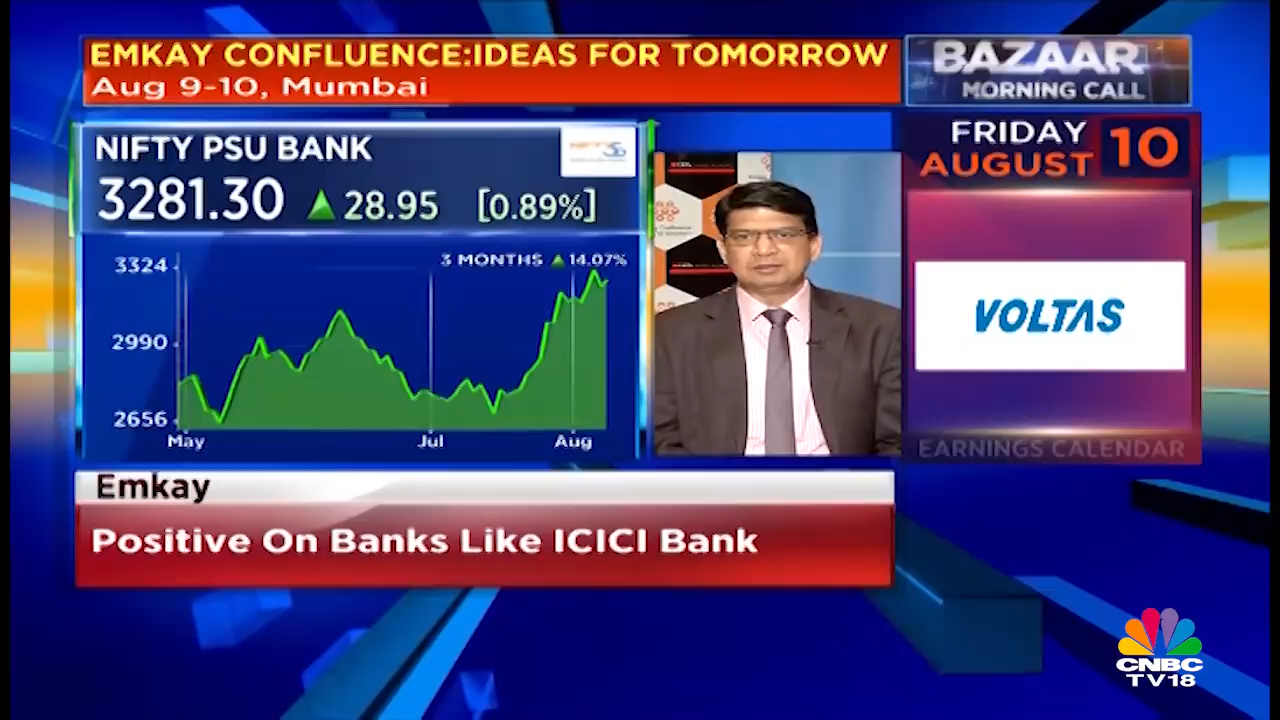 EMKAY CONFLUENCE:IDEAS FOR TOMORROW
Aug 9-10, Mumbai
BAZAAR
MORNING CALL
NIFTY PSU BANK
3281.30 ▲ 28.95 [0.89%]
3 MONTHS ▲ 14.07%
3324
2990
2656
May Jul Aug
FRIDAY
AUGUST 10
VOLTAS
EARNINGS CALENDAR
Emkay
Positive On Banks Like ICICI Bank
CNBC
TV18